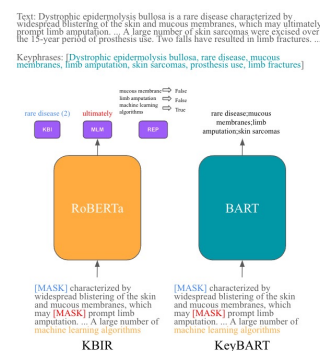 Text: Dystrophic epidermolysis bullosa is a rare disease characterized by
widespread blistering of the skin and mucous membranes, which may ultimately
prompt limb amputation. ... A large number of skin sarcomas were excised over
the 15-year period of prosthesis use. Two falls have resulted in limb fractures. ...
Keyphrases: [Dystrophic epidermolysis bullosa, rare disease, mucous
membranes, limb amputation, skin sarcomas, prosthesis use, limb fractures]
mucous membrane False
limb amputation False
machine learning
algorithms True
rare disease (2) ultimately
rare disease;mucous
membranes;limb
amputation;skin sarcomas
KBI MLM REP
RoBERTa BART
[MASK] characterized by
widespread blistering of the skin
and mucous membranes, which
may [MASK] prompt limb
amputation. ... A large number of
machine learning algorithms
[MASK] characterized by
widespread blistering of the skin
and mucous membranes, which
may [MASK] prompt limb
amputation. ... A large number of
machine learning algorithms
KBIR KeyBART